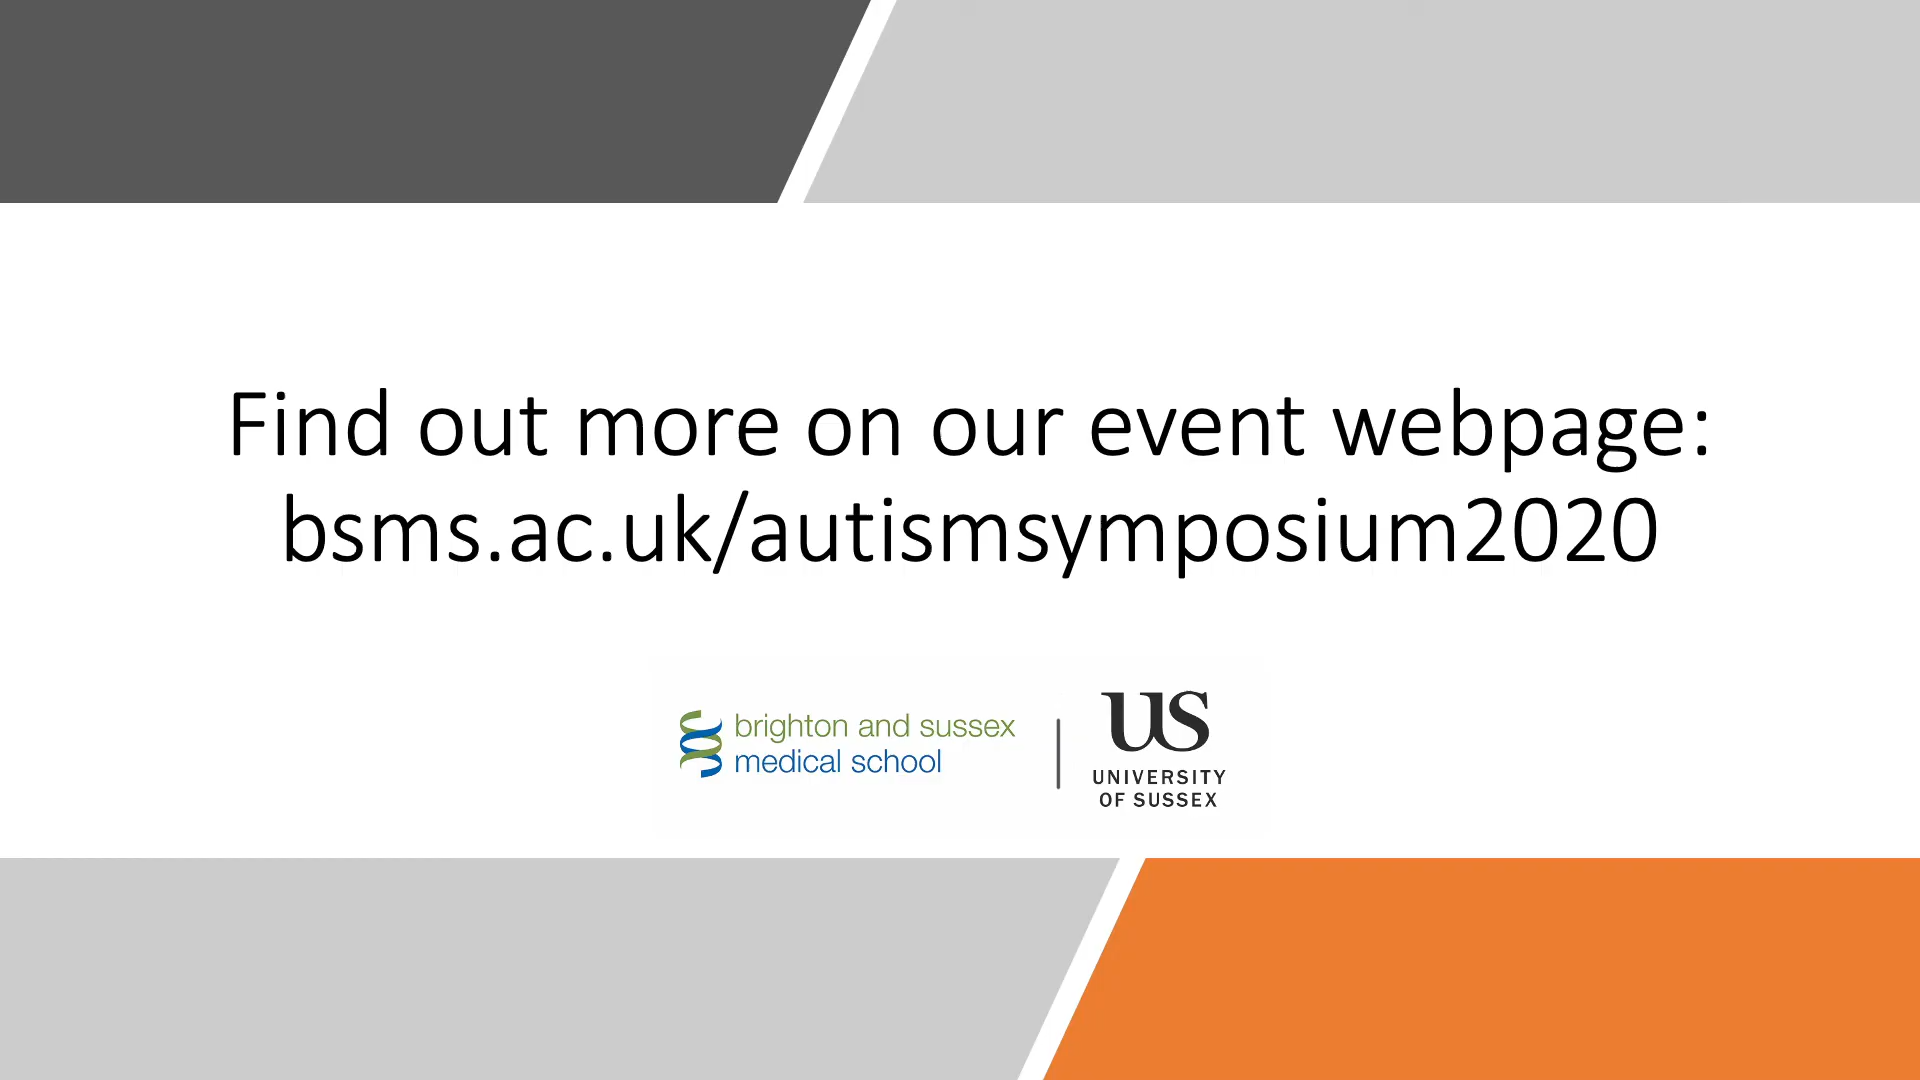 Find out more on our event webpage:
bsms.ac.uk/autismsymposium2020
brighton and sussex
medical school
US
UNIVERSITY
OF SUSSEX